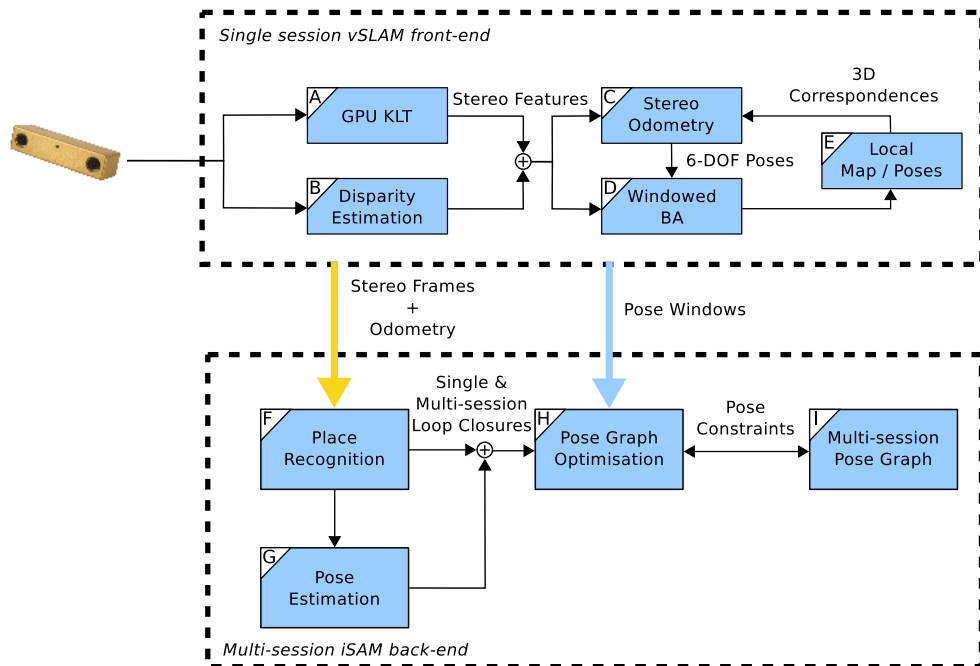 Single session vSLAM front-end
A
GPU KLT
Stereo Features
C
Stereo
Odometry
3D
Correspondences
E
Local
Map / Poses
6-DOF Poses
B
Disparity
Estimation
D
Windowed
BA
Stereo Frames
+
Odometry
Pose Windows
F
Place
Recognition
Single &
Multi-session
Loop Closures
H
Pose Graph
Optimisation
Pose
Constraints
I
Multi-session
Pose Graph
G
Pose
Estimation
Multi-session iSAM back-end